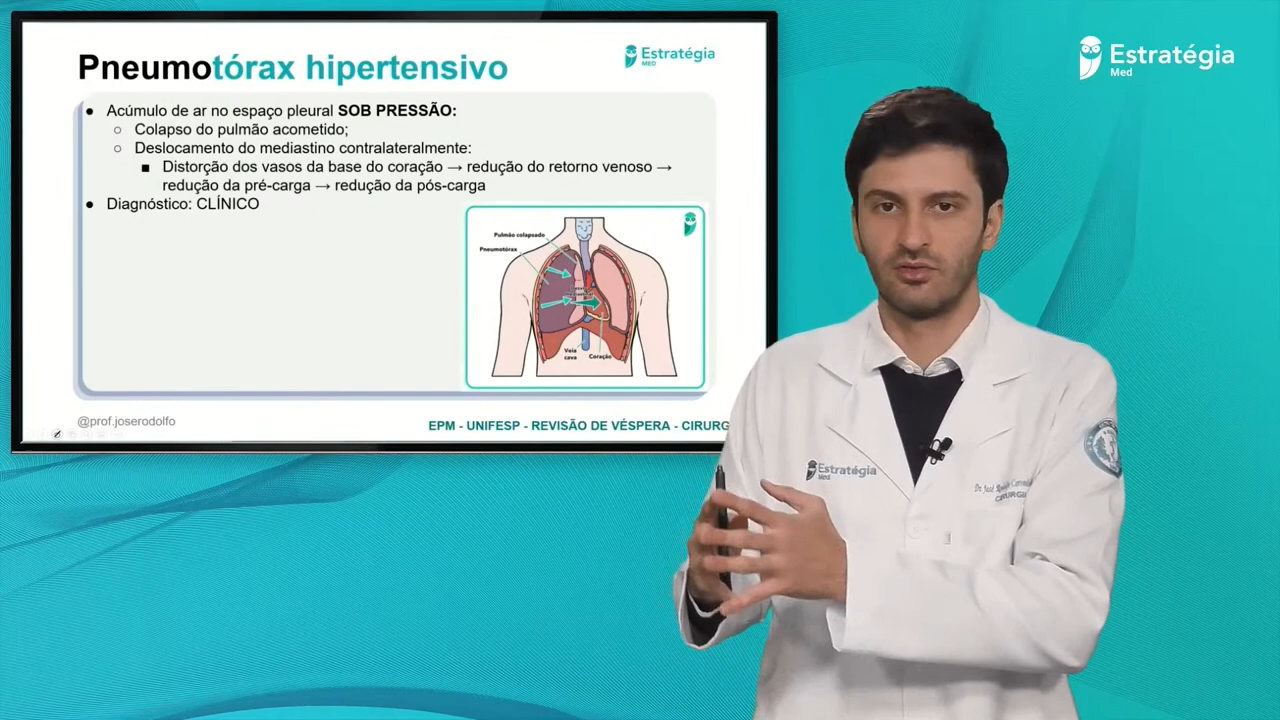 Pneumotórax hipertensivo
Estratégia
MED
Estratégia
Med
● Acúmulo de ar no espaço pleural SOB PRESSÃO:
○ Colapso do pulmão acometido;
○ Deslocamento do mediastino contralateralmente:
■ Distorção dos vasos da base do coração → redução do retorno venoso →
redução da pré-carga → redução da pós-carga
● Diagnóstico: CLÍNICO
Pulmão colapsado
Pneumotórax
Veia
cava
Coração
@prof.joserodolfo
EPM - UNIFESP - REVISÃO DE VÉSPERA - CIRURG
Estratégia
Med